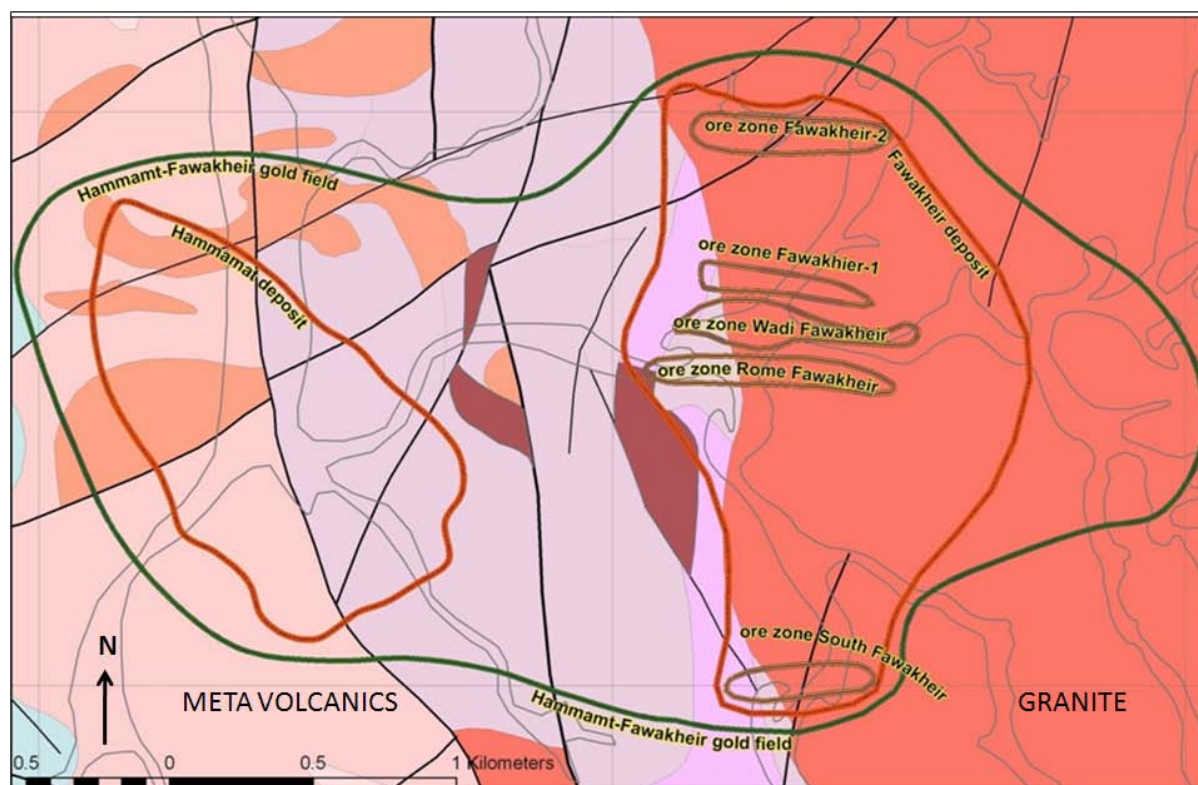 ore zone Fawakheir-2
Hammamt-Fawakheir gold field
Fawakheir deposit
Hammamat deposit
ore zone Fawakhier-1
ore zone Wadi Fawakheir
ore zone Rome Fawakheir
ore zone South Fawakheir
N
META VOLCANICS
GRANITE
Hammamt-Fawakheir gold field
0.5 0 0.5 1 Kilometers